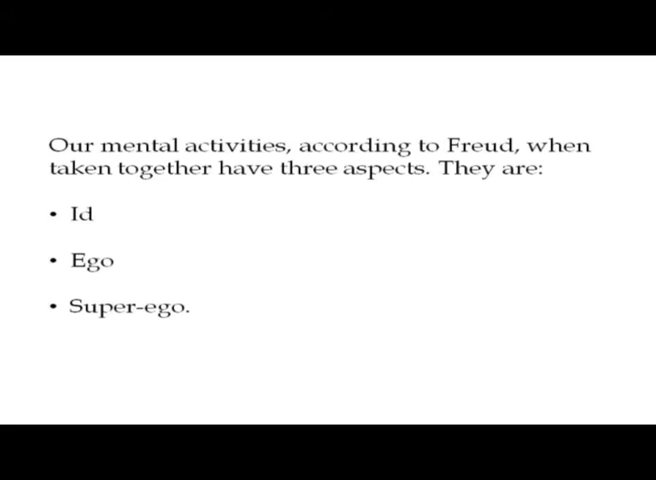 Our mental activities, according to Freud, when
taken together have three aspects. They are:
• Id
• Ego
• Super-ego.